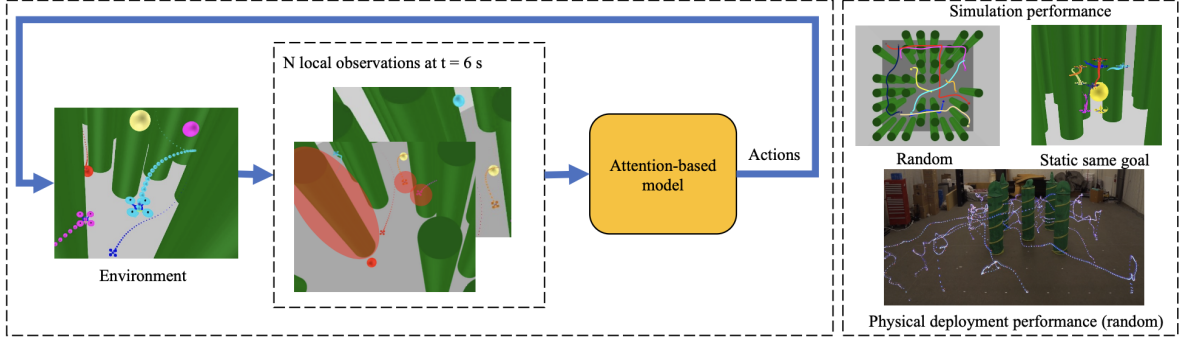 N local observations at t = 6 s
Environment
Attention-based
model
Actions
Simulation performance
Random
Static same goal
Physical deployment performance (random)